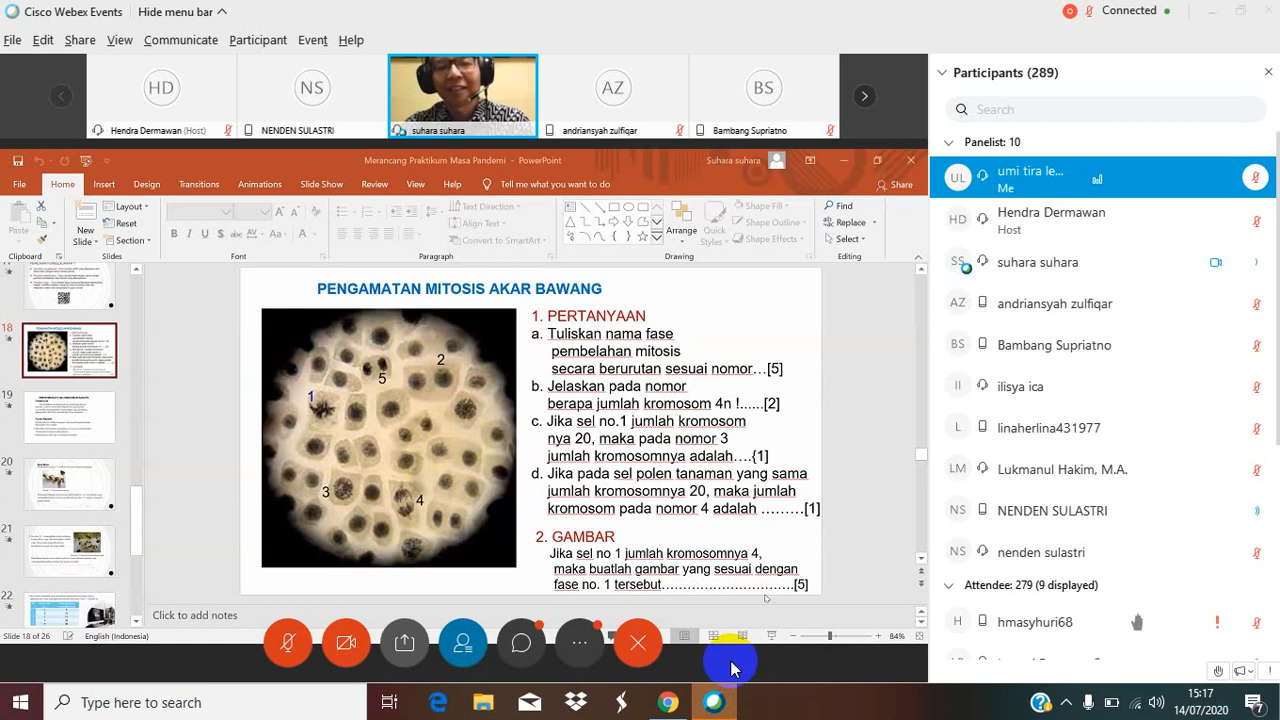 Cisco Webex Events
Hide menu bar
Connected
File Edit Share View Communicate Participant Event Help
HD
NS
AZ
BS
Hendra Dermawan (Host)
NENDEN SULASTRI
suhara suhara
andriansyah zulfiqar
Bambang Supriatno
Merancang Praktikum Masa Pandemi - PowerPoint
Suhara suhara
File Home Insert Design Transitions Animations Slide Show Review View Help Tell me what you want to do
Share
Paste
New
Slide
Layout
Reset
Section
Text Direction
Align Text
Convert to SmartArt
Arrange
Quick
Styles
Shape Fill
Shape Outline
Shape Effects
Find
Replace
Select
Clipboard
Slides
Font
Paragraph
Drawing
Editing
18
19
20
21
22
PENGAMATAN MITOSIS AKAR BAWANG
1
2
5
3
4
1. PERTANYAAN
a. Tuliskan nama fase
pembelahan mitosis
secara berurutan sesuai nomor…[5]
b. Jelaskan pada nomor
berapa jumlah kromosom 4n !......[2]
c. Jika sel no.1 jumlah kromosom
nya 20, maka pada nomor 3
jumlah kromosomnya adalah….{1]
d. Jika pada sel polen tanaman yang sama
jumlah kromosomnya 20, maka jumlah
kromosom pada nomor 4 adalah ………[1]
2. GAMBAR
Jika sel no 1 jumlah kromosomnya 4,
maka buatlah gambar yang sesuai dengan
fase no. 1 tersebut……………………………[5]
Click to add notes
Slide 18 of 26
English (Indonesia)
84%
Participants (289)
Search
Panelist: 10
UL
umi tira le...
Me
HD
Hendra Dermawan
Host
SS
suhara suhara
AZ
andriansyah zulfiqar
BS
Bambang Supriatno
II
ilisya ica
L
linaherlina431977
LM
Lukmanul Hakim, M.A.
NS
NENDEN SULASTRI
NS
nenden sulastri
Attendee: 279 (9 displayed)
H
hmasyhuri68
Type here to search
15:17
14/07/2020